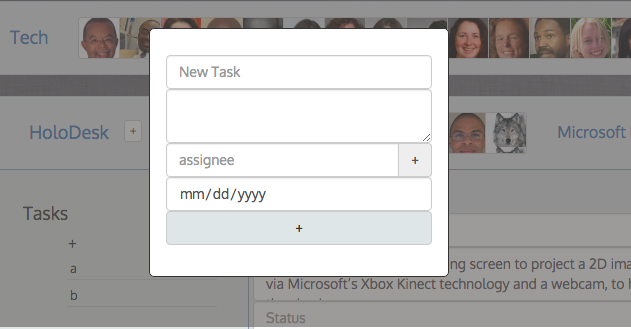 Tech
New Task
HoloDesk +
Microsoft
assignee +
mm/dd/yyyy
+
Tasks
+
a
b
ng screen to project a 2D ima
via Microsoft's Xbox Kinect technology and a webcam, to h
Status